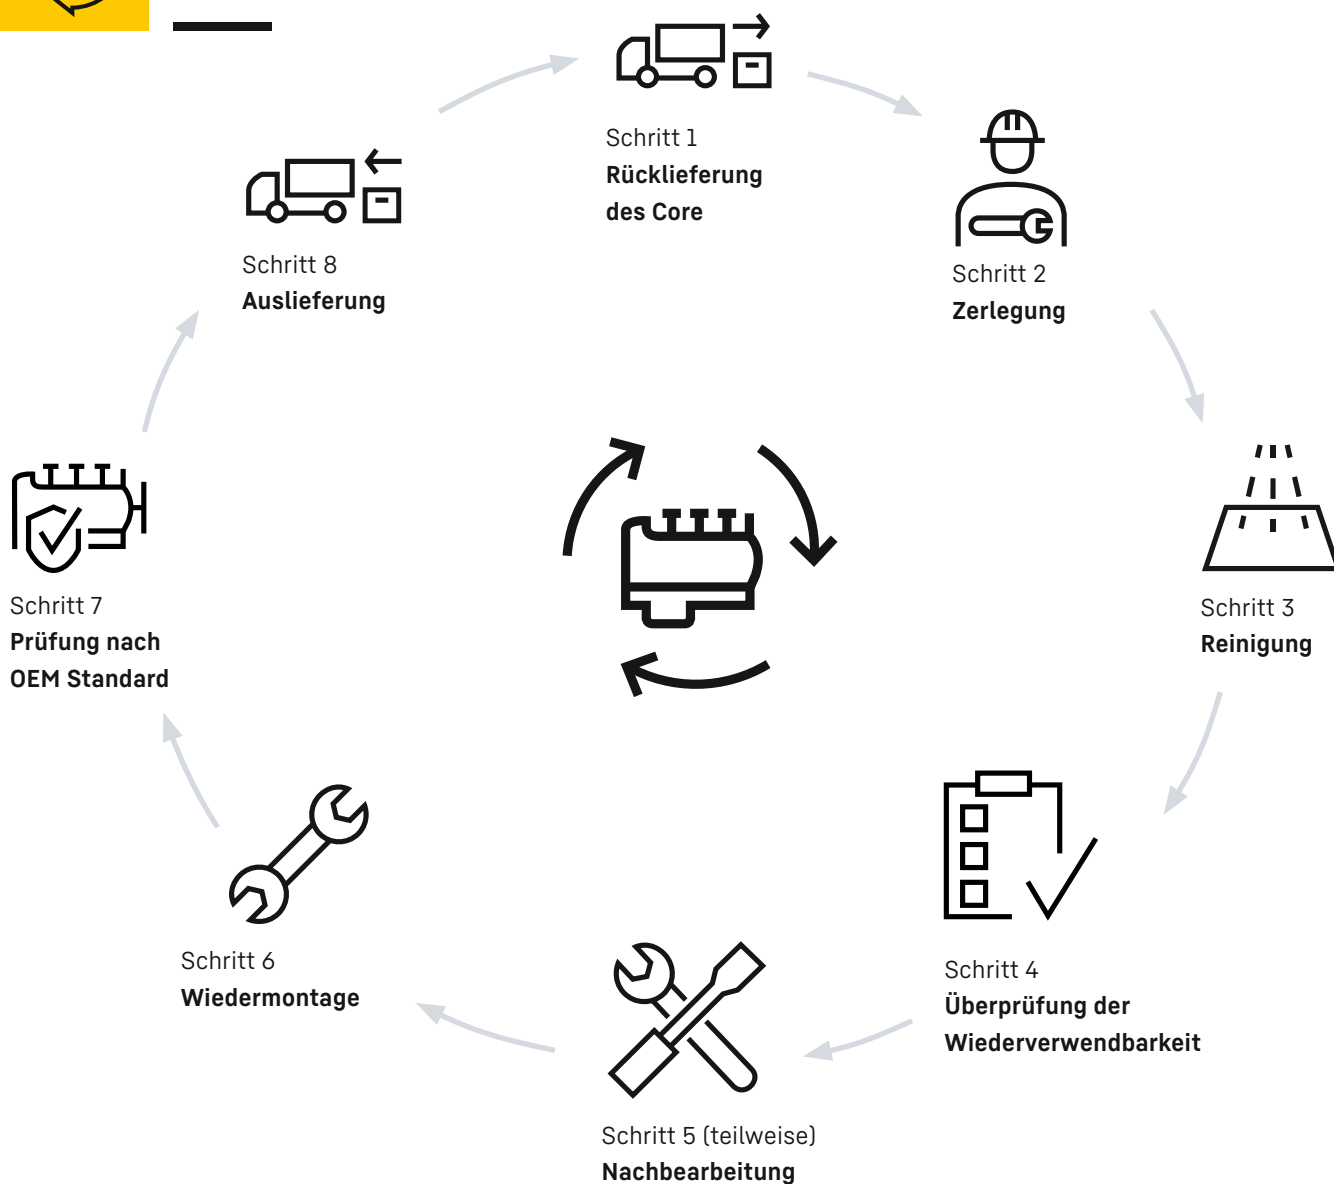 Schritt 1
Rücklieferung
des Core
Schritt 2
Zerlegung
Schritt 3
Reinigung
Schritt 4
Überprüfung der
Wiederverwendbarkeit
Schritt 5 (teilweise)
Nachbearbeitung
Schritt 6
Wiedermontage
Schritt 7
Prüfung nach
OEM Standard
Schritt 8
Auslieferung